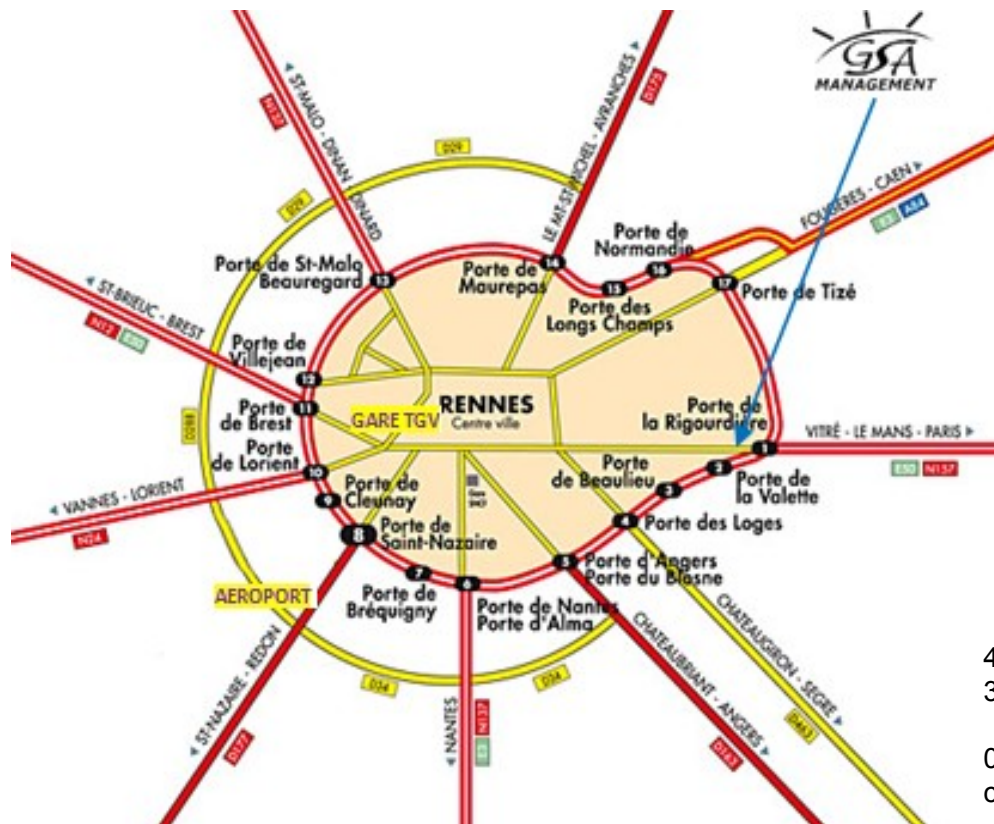 GSA
MANAGEMENT
ST-MALO - DINAN - DINARD
N137
D29
D29
LE MT-ST-MICHEL - AVRANCHES
D175
FOUGERES - CAEN
E3 A84
Porte de
Normandie
16
Porte de St-Malo
Beauregard
13
Porte de
Maurepas
14
15
17
Porte de Tizé
Porte des
Longs Champs
ST-BRIEUC - BREST
N12 E50
Porte de
Villejean
12
11
Porte
de Brest
D288
GARE TGV
RENNES
Centre ville
Porte de
la Rigourdière
1
VITRÉ - LE MANS - PARIS
E50 N157
Porte
de Lorient
10
VANNES - LORIENT
N24
Porte de
Cleunay
9
Gare
Porte
de Beaulieu
3
2
Porte de
la Valette
4
Porte des Loges
8
Porte de
Saint-Nazaire
7
Porte de
Bréquigny
6
Porte de Nantes
Porte d'Alma
5
Porte d'Angers
Porte du Blosne
AEROPORT
ST-NAZAIRE - REDON
D177
D34
D34
NANTES
E3 N137
CHATEAUBRIANT - ANGERS
D163
CHATEAUGIRON - SEGRE
D463
4
3